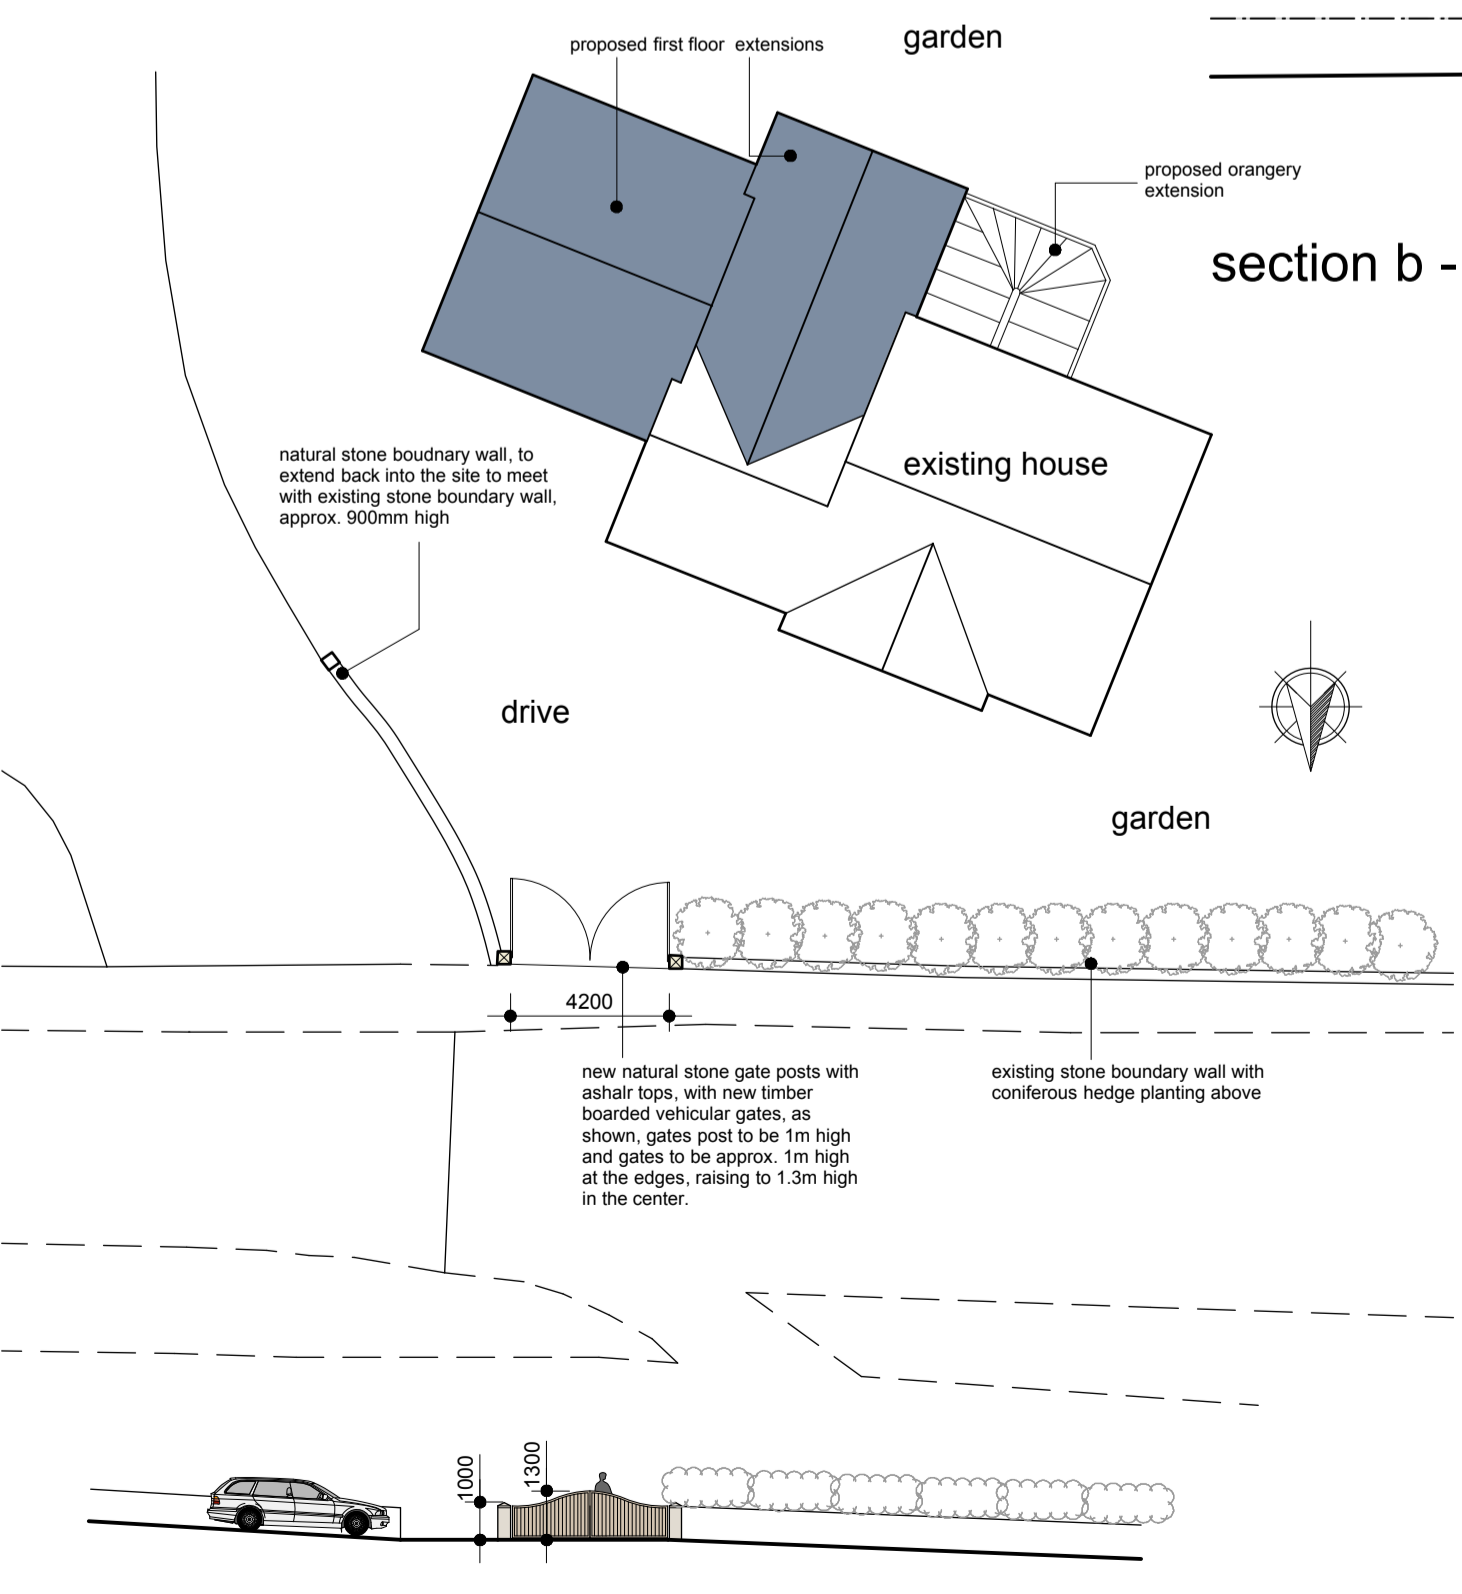 garden
proposed first floor extensions
proposed orangery
extension
section b -
natural stone boudnary wall, to
extend back into the site to meet
with existing stone boundary wall,
approx. 900mm high
existing house
drive
garden
4200
new natural stone gate posts with
ashalr tops, with new timber
boarded vehicular gates, as
shown, gates post to be 1m high
and gates to be approx. 1m high
at the edges, raising to 1.3m high
in the center.
existing stone boundary wall with
coniferous hedge planting above
1000
1300